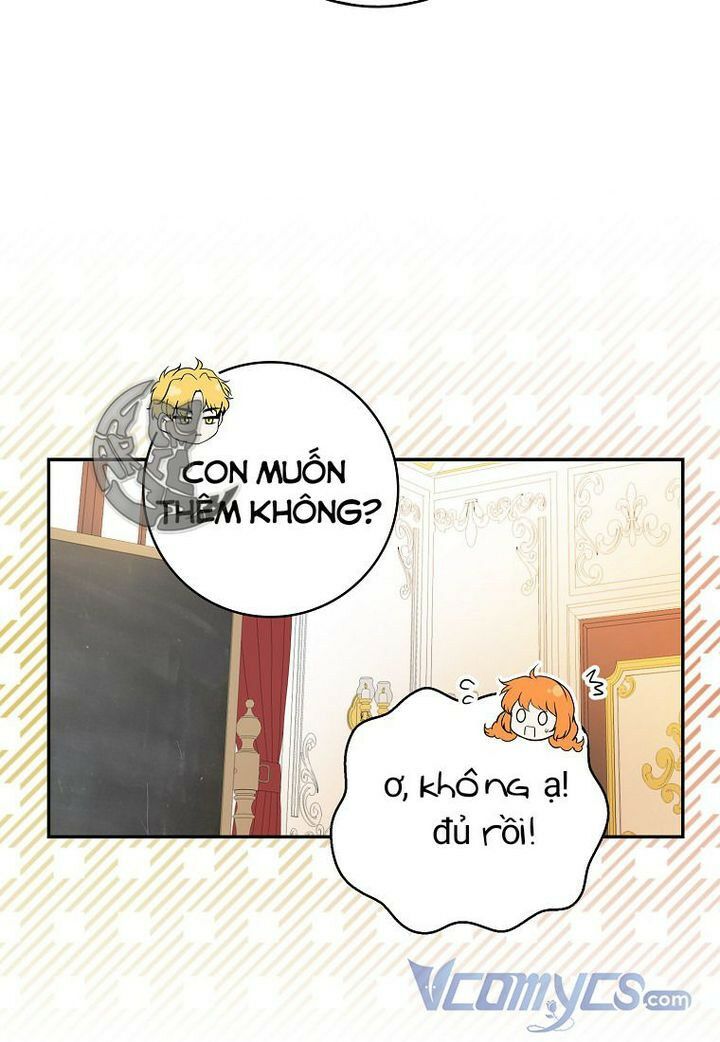 CON MUỐN
THÊM KHÔNG?
ơ, không ạ!
đủ rồi!
Vcomycs.com